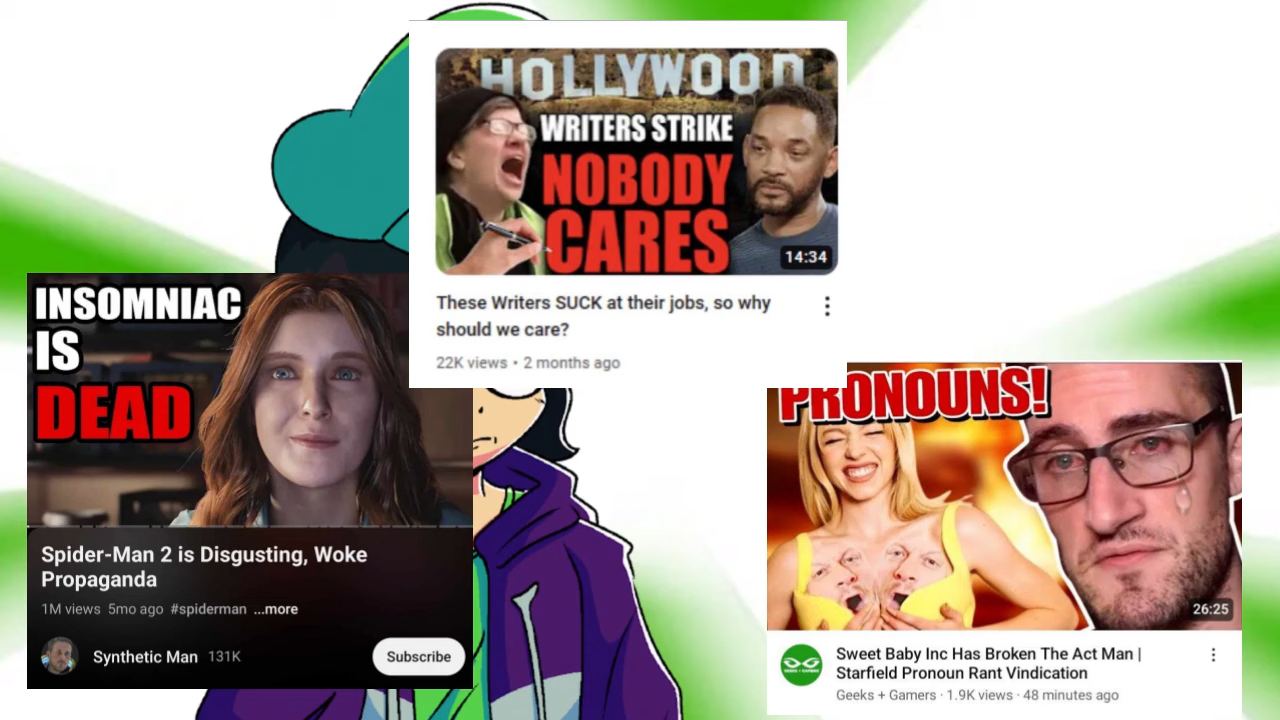 HOLLYWOOD
WRITERS STRIKE
NOBODY
CARES
14:34
These Writers SUCK at their jobs, so why
should we care?
22K views • 2 months ago
INSOMNIAC
IS
DEAD
Spider-Man 2 is Disgusting, Woke
Propaganda
1M views 5mo ago #spiderman ...more
Synthetic Man 131K
Subscribe
PRONOUNS!
26:25
Sweet Baby Inc Has Broken The Act Man |
Starfield Pronoun Rant Vindication
Geeks + Gamers · 1.9K views · 48 minutes ago